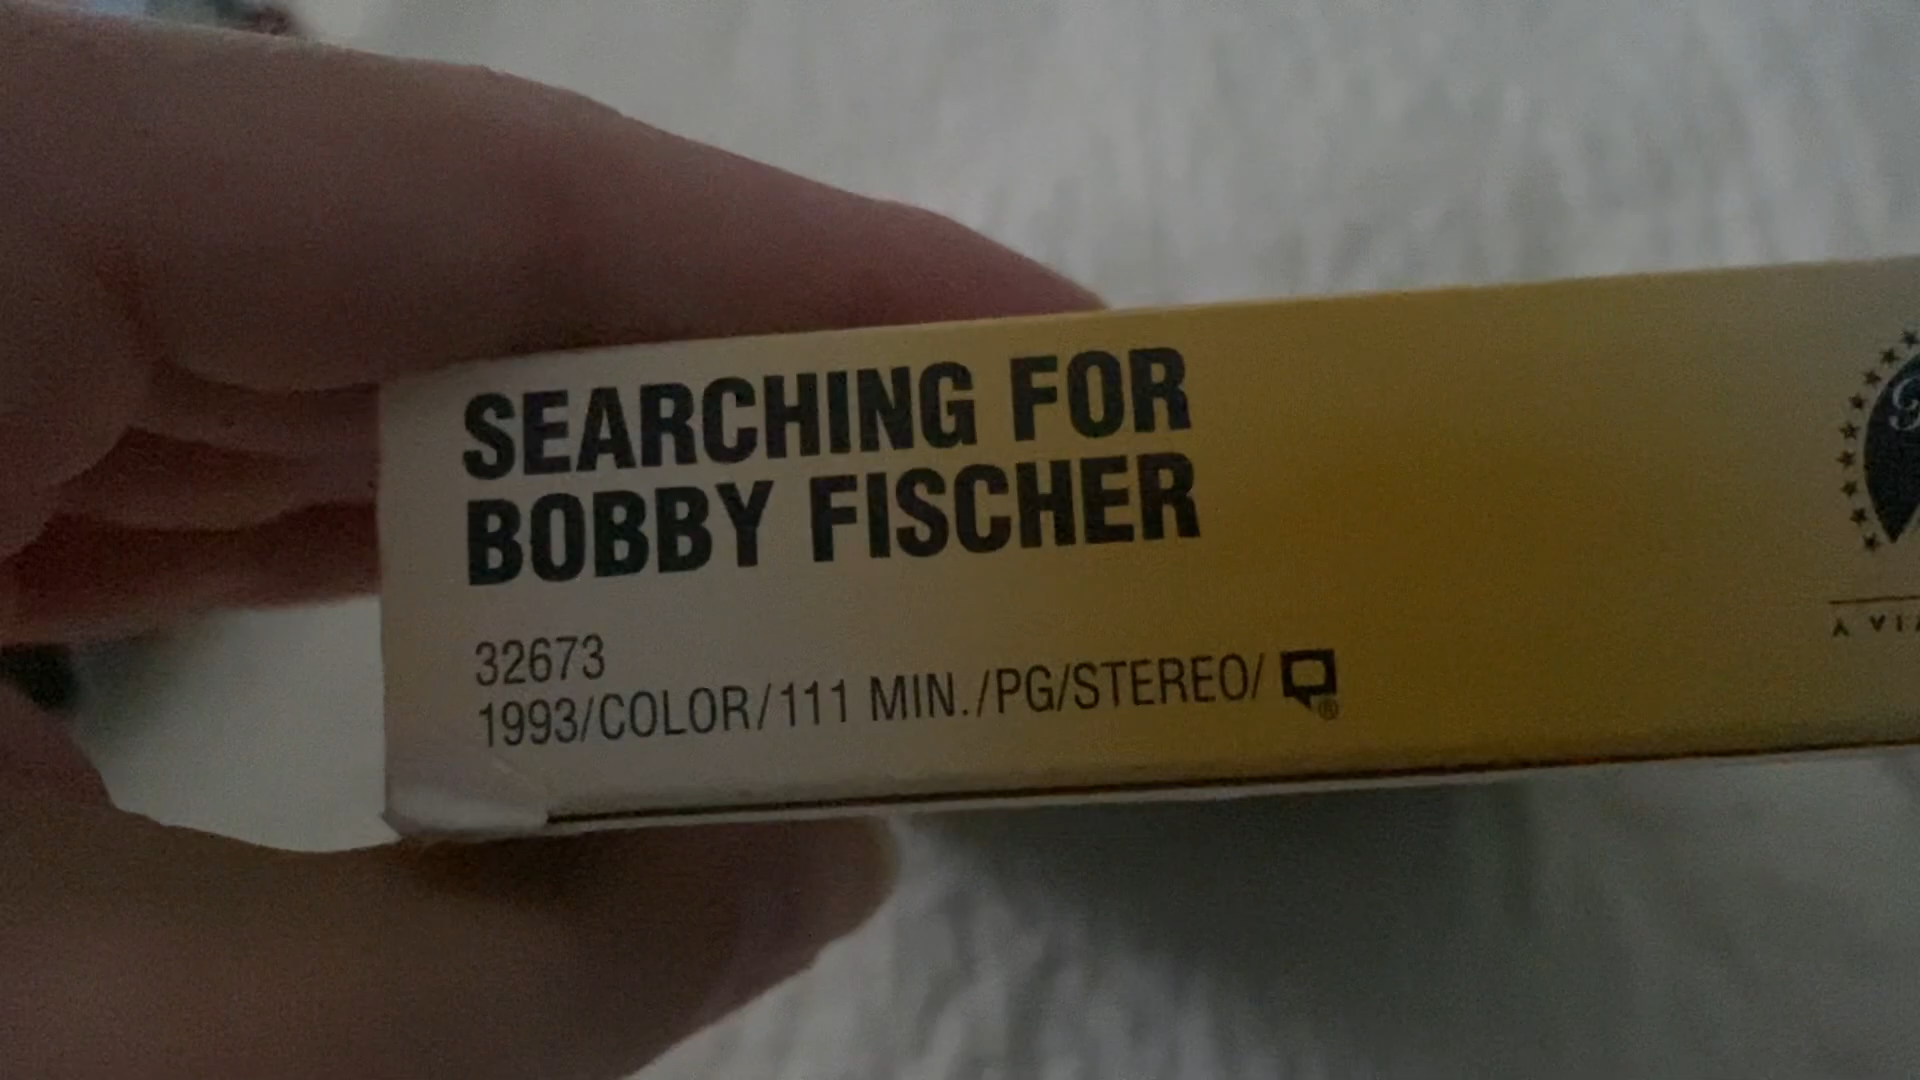 SEARCHING FOR
BOBBY FISCHER
32673
1993/COLOR/111 MIN./PG/STEREO/
®